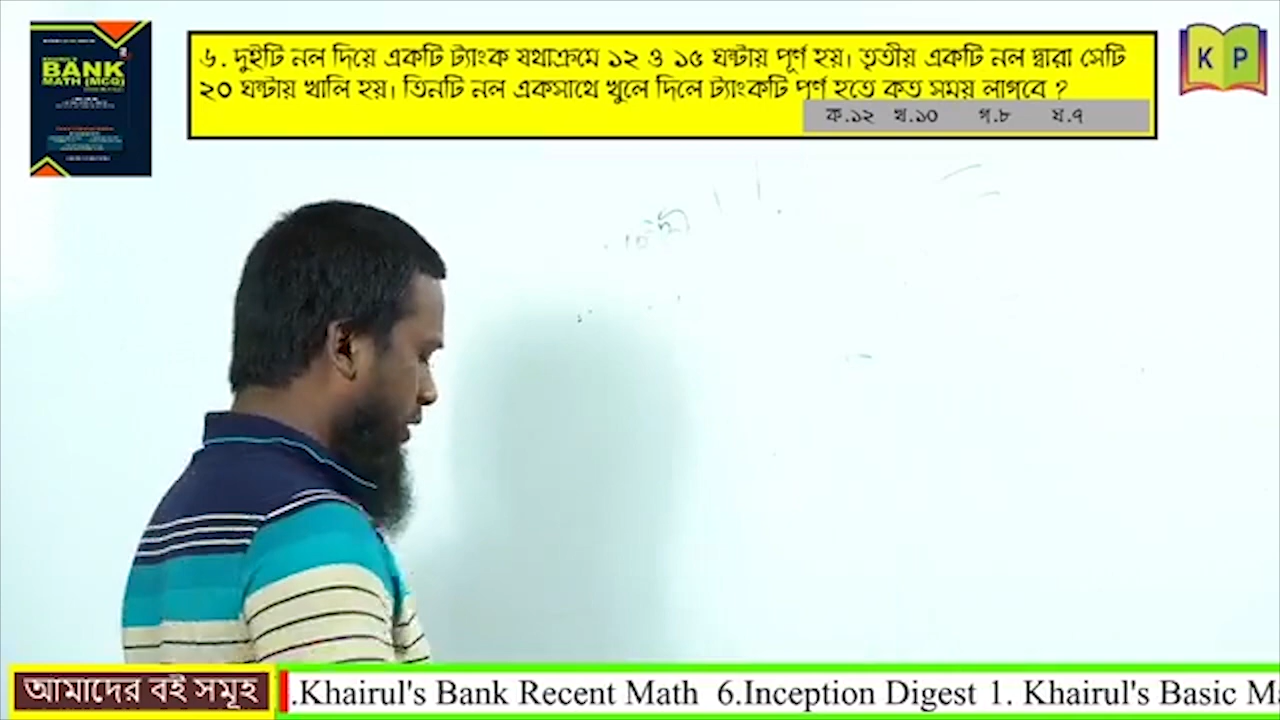 BANK
MATH (MCQ)
৬. দুইটি নল দিয়ে একটি ট্যাংক যথাক্রমে ১২ ও ১৫ ঘন্টায় পূর্ণ হয়। তৃতীয় একটি নল দ্বারা সেটি
২০ ঘন্টায় খালি হয়। তিনটি নল একসাথে খুলে দিলে ট্যাংকটি পূর্ণ হতে কত সময় লাগবে ?
ক.১২ খ.১০ গ.৮ ঘ.৭
K P
আমাদের বই সমূহ
.Khairul's Bank Recent Math 6.Inception Digest 1. Khairul's Basic Ma